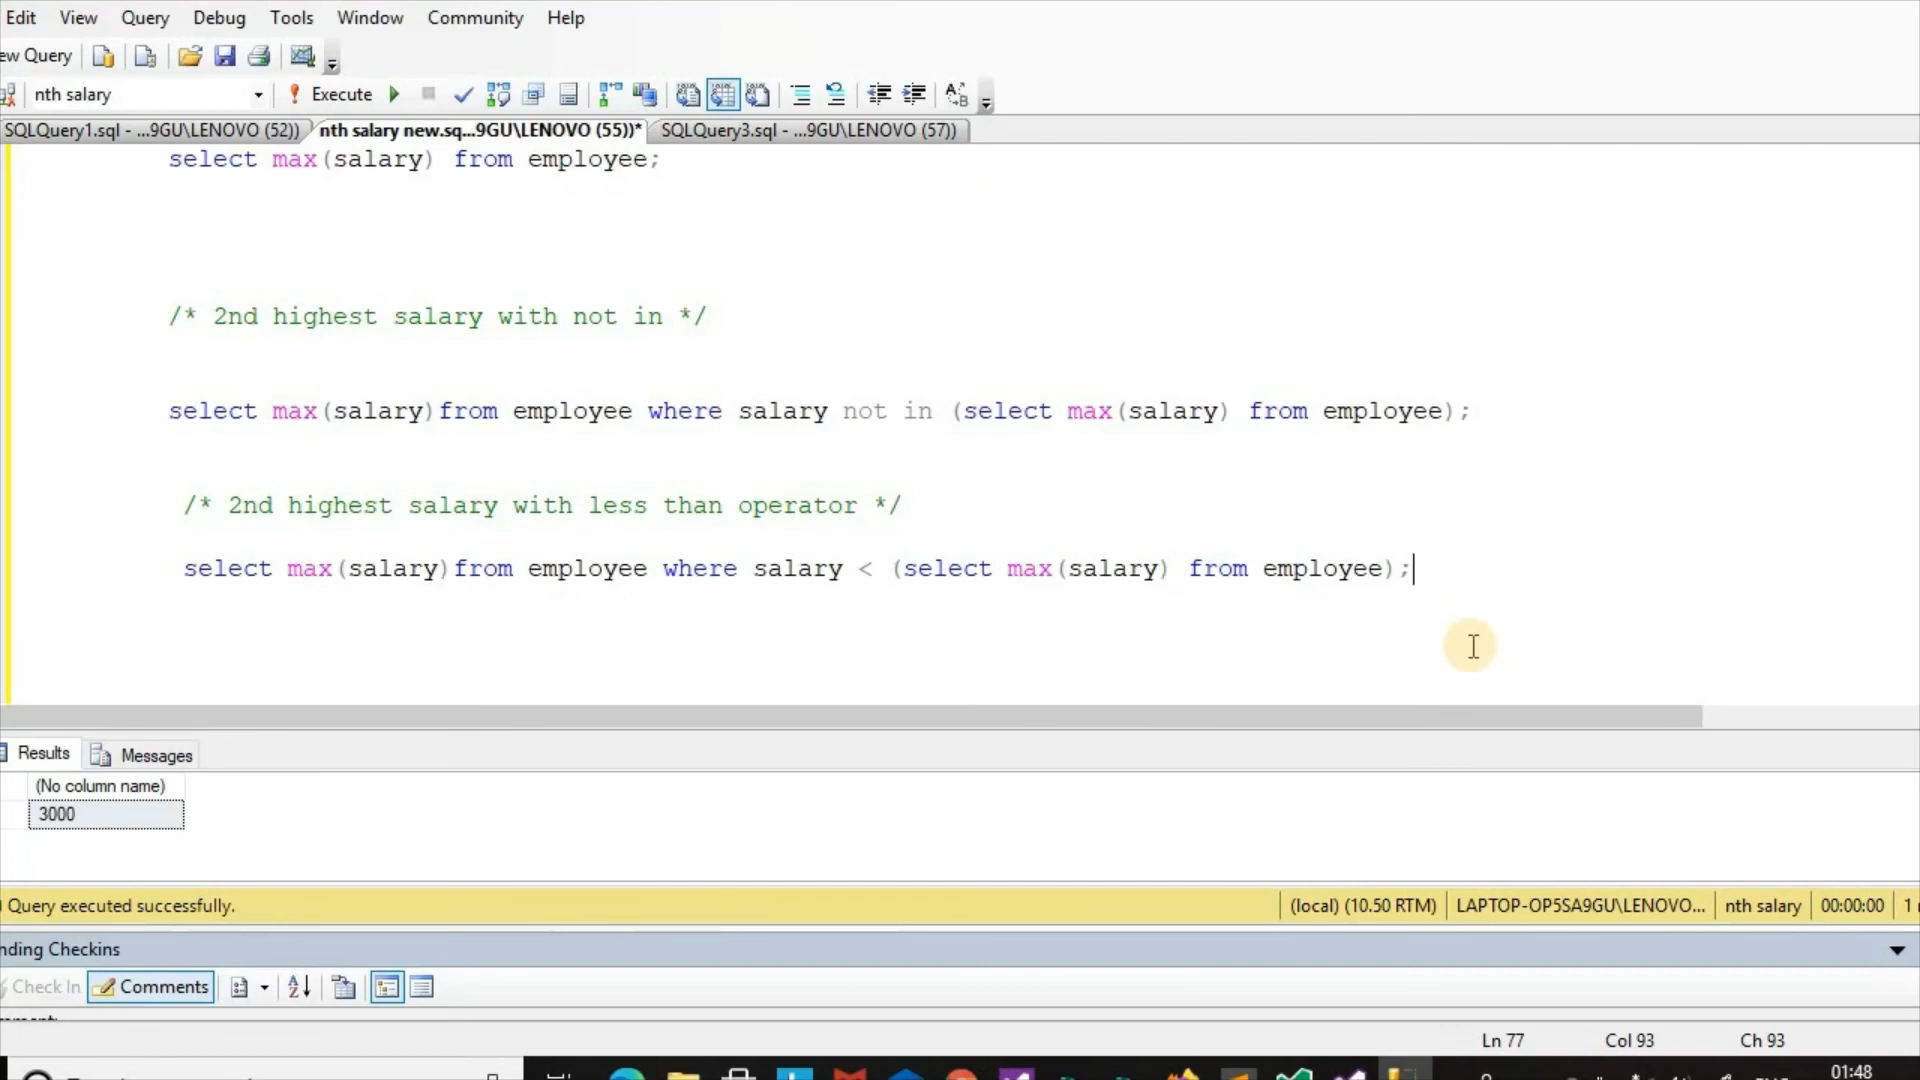 Edit View Query Debug Tools Window Community Help
ew Query
nth salary Execute
SQLQuery1.sql - ...9GU\LENOVO (52)) nth salary new.sq...9GU\LENOVO (55))* SQLQuery3.sql - ...9GU\LENOVO (57))
select max(salary) from employee;
/* 2nd highest salary with not in */
select max(salary)from employee where salary not in (select max(salary) from employee);
/* 2nd highest salary with less than operator */
select max(salary)from employee where salary < (select max(salary) from employee);
Results Messages
(No column name)
3000
Query executed successfully. (local) (10.50 RTM) LAPTOP-OP5SA9GU\LENOVO... nth salary 00:00:00 1
nding Checkins
Check In Comments
Ln 77 Col 93 Ch 93
01:48